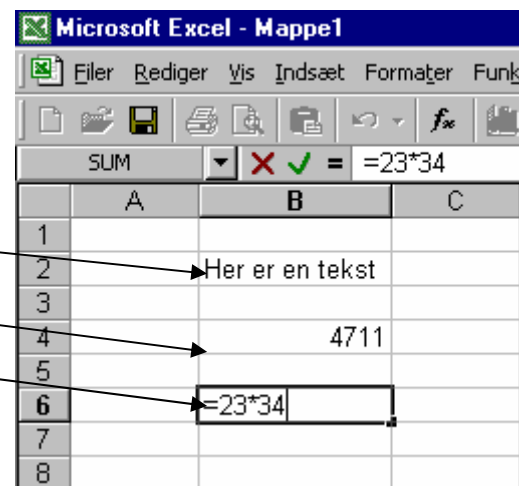 Microsoft Excel - Mappe1
Filer Rediger Vis Indsæt Formater Funk
SUM = =23*34
A B C
1
2 Her er en tekst
3
4 4711
5
6 =23*34
7
8